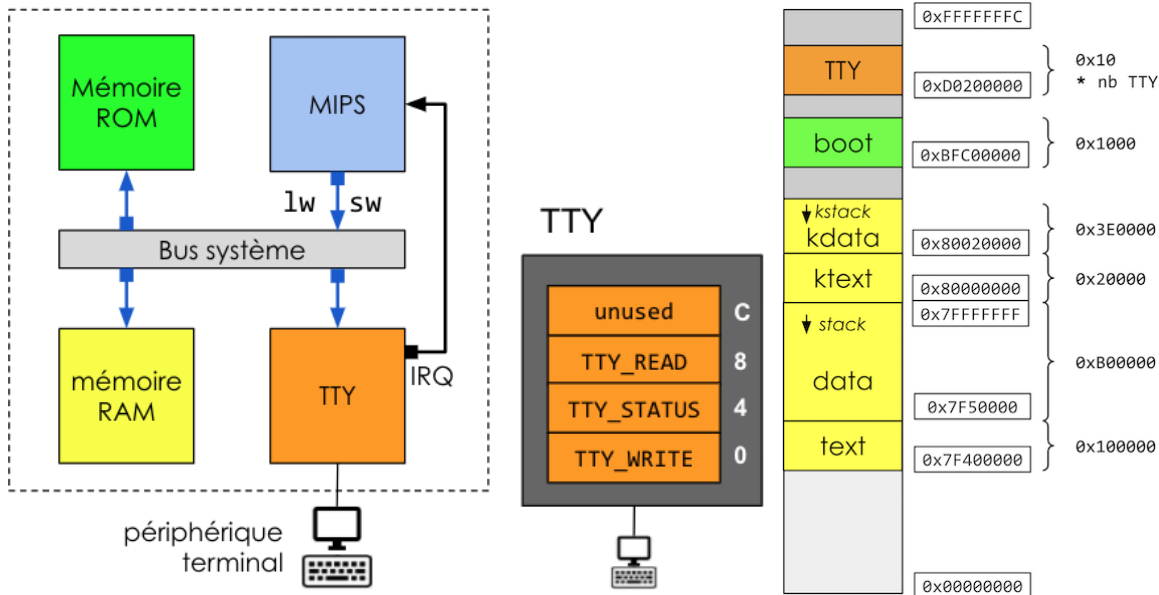 Mémoire
ROM
MIPS
lw sw
Bus système
mémoire
RAM
TTY
IRQ
périphérique
terminal
TTY
unused C
TTY_READ 8
TTY_STATUS 4
TTY_WRITE 0
0xFFFFFFFC
TTY
0xD0200000
0x10
* nb TTY
boot
0xBFC00000
0x1000
kstack
kdata
0x80020000
0x3E0000
ktext
0x80000000
0x20000
0x7FFFFFFF
stack
data
0x7F50000
0xB00000
text
0x7F400000
0x100000
0x00000000